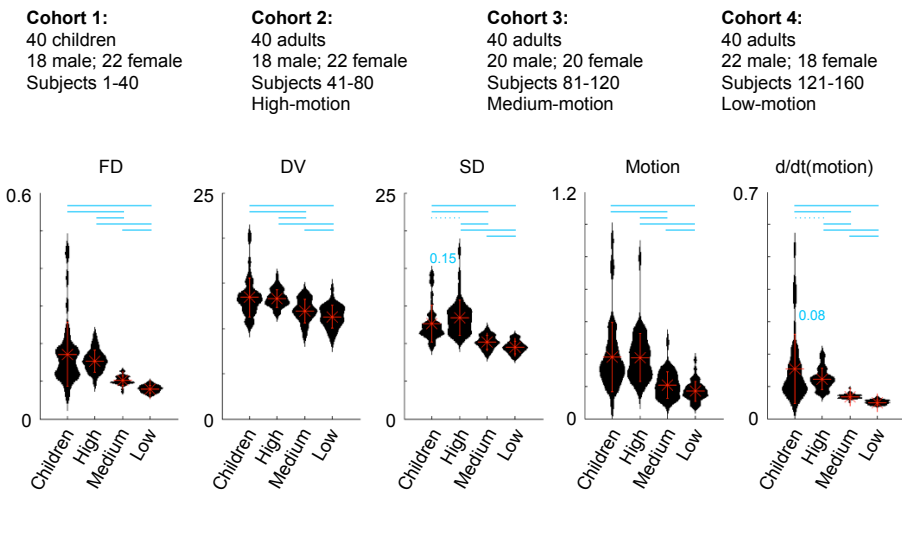 Cohort 1:
40 children
18 male; 22 female
Subjects 1-40
Cohort 2:
40 adults
18 male; 22 female
Subjects 41-80
High-motion
Cohort 3:
40 adults
20 male; 20 female
Subjects 81-120
Medium-motion
Cohort 4:
40 adults
22 male; 18 female
Subjects 121-160
Low-motion
FD
0.6
0
Children
High
Medium
Low
DV
25
0
Children
High
Medium
Low
SD
25
0.15
0
Children
High
Medium
Low
Motion
1.2
0
Children
High
Medium
Low
d/dt(motion)
0.7
0.08
0
Children
High
Medium
Low